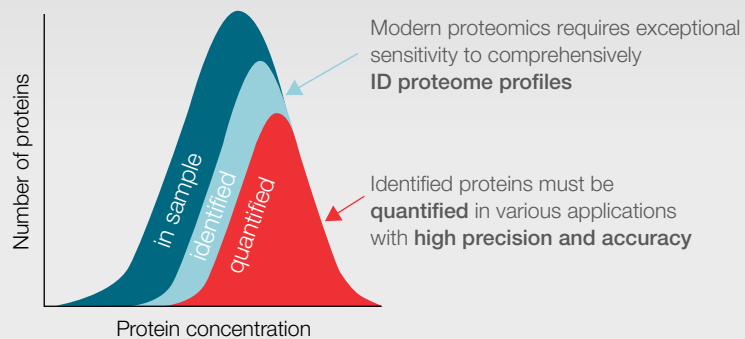 Modern proteomics requires exceptional
sensitivity to comprehensively
ID proteome profiles
Number of proteins
in sample
identified
quantified
Identified proteins must be
quantified in various applications
with high precision and accuracy
Protein concentration